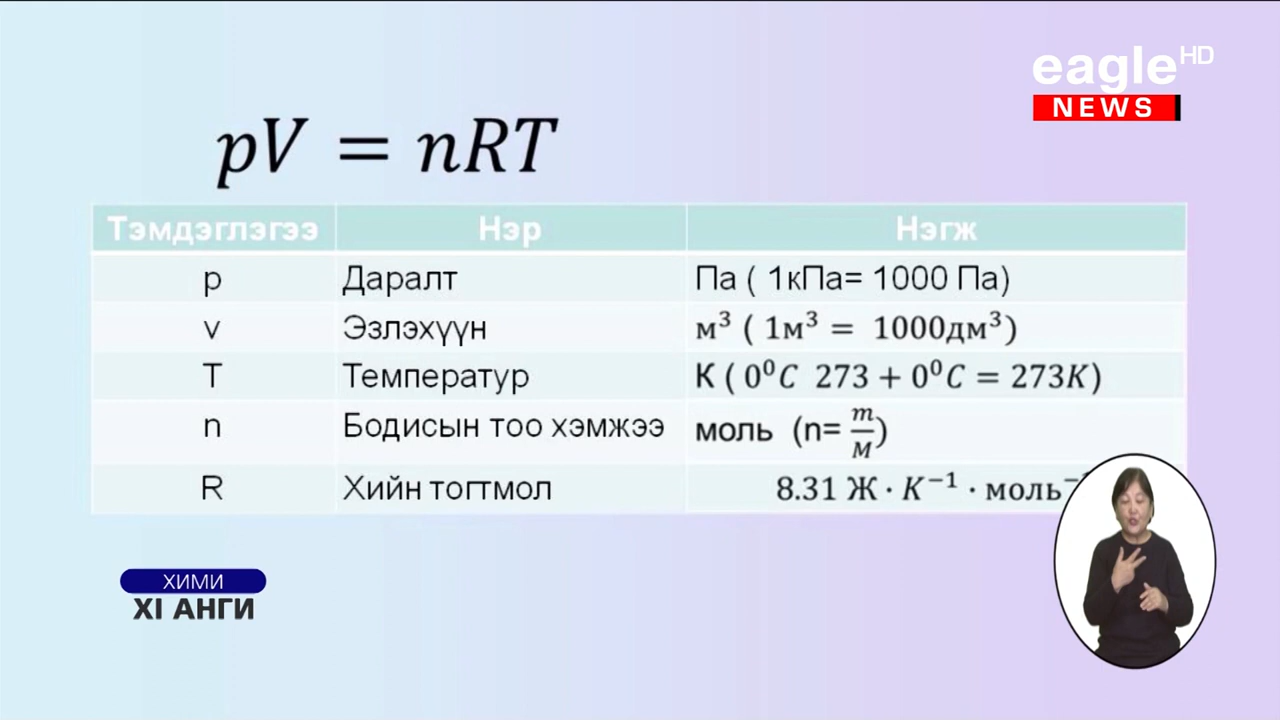 eagle HD
NEWS
pV = nRT
Тэмдэглэгээ Нэр Нэгж
p Даралт Па ( 1кПа= 1000 Па)
v Эзлэхүүн м³ ( 1м³ = 1000дм³)
T Температур К ( 0⁰C 273 + 0⁰C = 273K)
n Бодисын тоо хэмжээ моль (n= m/M)
R Хийн тогтмол 8.31 Ж · K⁻¹ · моль⁻
ХИМИ
XI АНГИ